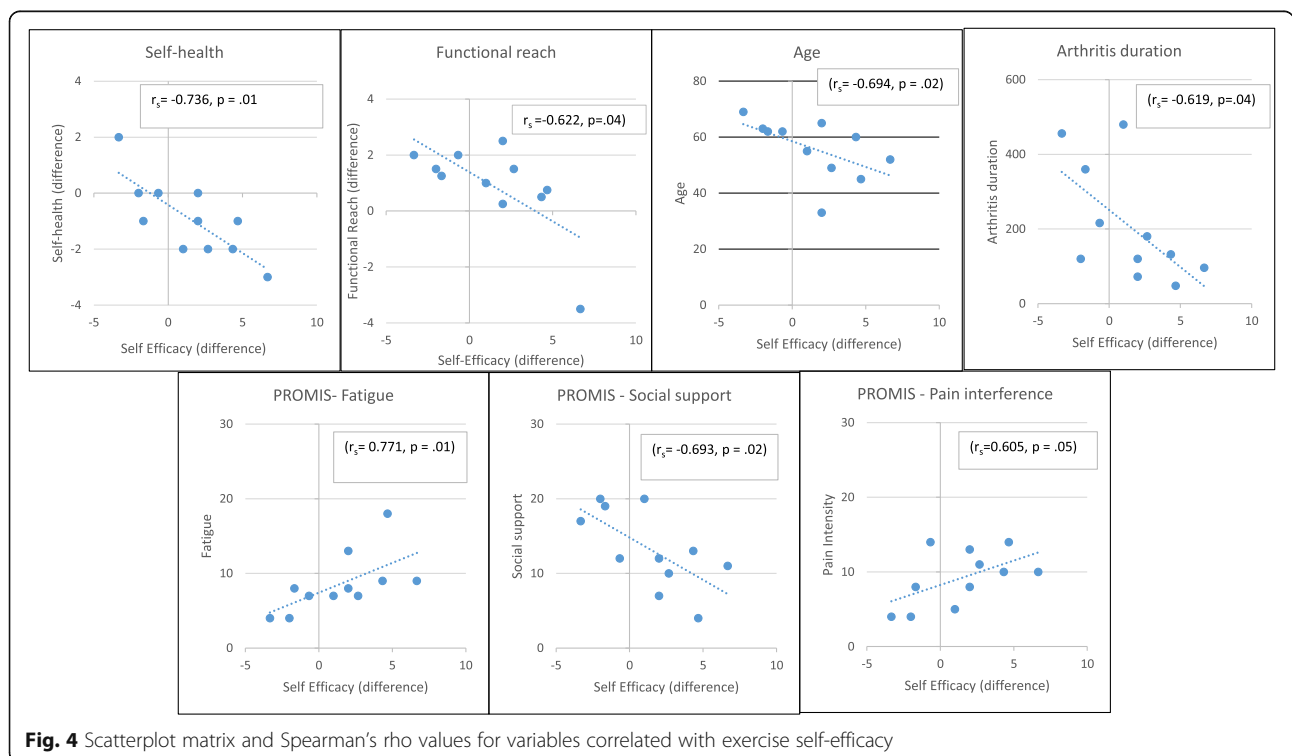 Self-health
4
2
0
-2
-4
-5
0
5
10
Self-health (difference)
Self Efficacy (difference)
rs= -0.736, p = .01
Functional reach
4
2
0
-2
-4
-5
0
5
10
Functional Reach (difference)
Self-Efficacy (difference)
(rs=-0.622, p=.04)
Age
80
60
40
20
0
-5
0
5
10
Age
Self Efficacy (difference)
(rs= -0.694, p = .02)
Arthritis duration
600
400
200
0
-5
0
5
10
Arthritis duration
Self Efficacy (difference)
(rs= -0.619, p=.04)
PROMIS- Fatigue
30
20
10
0
-5
0
5
10
Fatigue
Self Efficacy (difference)
(rs= 0.771, p = .01)
PROMIS - Social support
30
20
10
0
-5
0
5
10
Social support
Self Efficacy (difference)
(rs= -0.693, p = .02)
PROMIS - Pain interference
30
20
10
0
-5
0
5
10
Pain Intensity
Self Efficacy (difference)
(rs=0.605, p = .05)
Fig. 4 Scatterplot matrix and Spearman's rho values for variables correlated with exercise self-efficacy